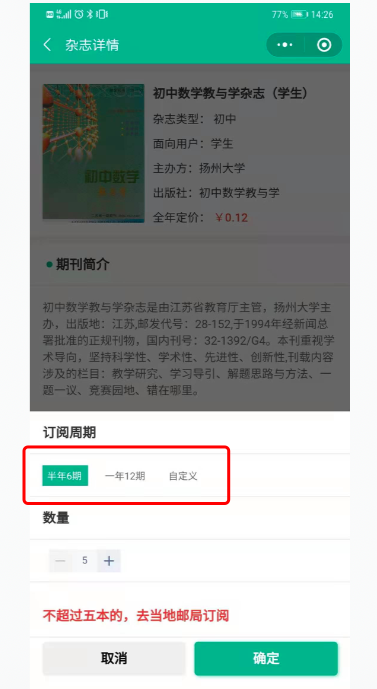 77% 14:26
杂志详情
初中数学教与学杂志（学生）
杂志类型： 初中
面向用户：学生
主办方：扬州大学
出版社：初中数学教与学
全年定价： ￥0.12
初中数学
期刊简介
初中数学教与学杂志是由江苏省教育厅主管，扬州大学主
办，出版地：江苏,邮发代号：28-152,于1994年经新闻总
署批准的正规刊物，国内刊号：32-1392/G4。本刊重视学
术导向，坚持科学性、学术性、先进性、创新性,刊载内容
涉及的栏目：教学研究、学习导引、解题思路与方法、一
题一议、竞赛园地、错在哪里。
订阅周期
半年6期 一年12期 自定义
数量
— 5 +
不超过五本的，去当地邮局订阅
取消 确定